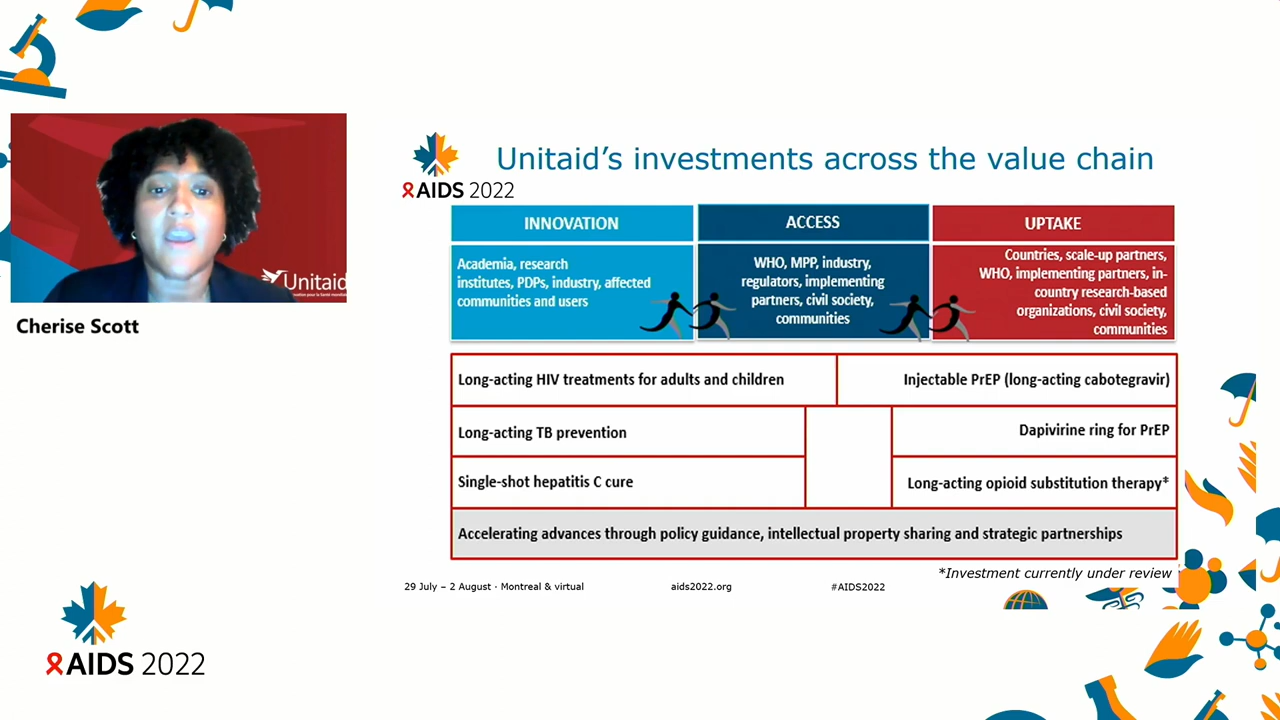 Unitaid
Cherise Scott
AIDS 2022
Unitaid's investments across the value chain
INNOVATION
Academia, research
institutes, PDPs, industry, affected
communities and users
ACCESS
WHO, MPP, industry,
regulators, implementing
partners, civil society,
communities
UPTAKE
Countries, scale-up partners,
WHO, implementing partners, in-
country research-based
organizations, civil society,
communities
Long-acting HIV treatments for adults and children
Injectable PrEP (long-acting cabotegravir)
Long-acting TB prevention
Dapivirine ring for PrEP
Single-shot hepatitis C cure
Long-acting opioid substitution therapy*
Accelerating advances through policy guidance, intellectual property sharing and strategic partnerships
*Investment currently under review
29 July – 2 August · Montreal & virtual
aids2022.org
#AIDS2022
AIDS 2022